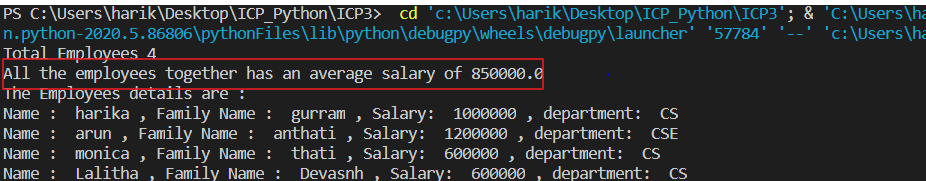 PS C:\Users\harik\Desktop\ICP_Python\ICP3>  cd 'c:\Users\harik\Desktop\ICP_Python\ICP3'; & 'C:\Users\ha
n.python-2020.5.86806\pythonFiles\lib\python\debugpy\wheels\debugpy\launcher' '57784' '--' 'c:\Users\ha
Total Employees 4
All the employees together has an average salary of 850000.0
The Employees details are :
Name :  harika , Family Name :  gurram , Salary:  1000000 , department:  CS
Name :  arun , Family Name :  anthati , Salary:  1200000 , department:  CSE
Name :  monica , Family Name :  thati , Salary:  600000 , department:  CS
Name :  Lalitha , Family Name :  Devasnh , Salary:  600000 , department:  CS